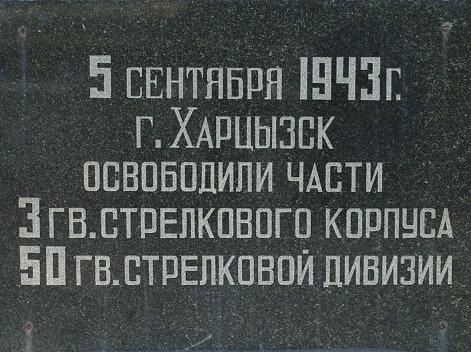 5 СЕНТЯБРЯ 1943 г.
г. ХАРЦЫЗСК
ОСВОБОДИЛИ ЧАСТИ
3 ГВ. СТРЕЛКОВОГО КОРПУСА
50 ГВ. СТРЕЛКОВОЙ ДИВИЗИИ